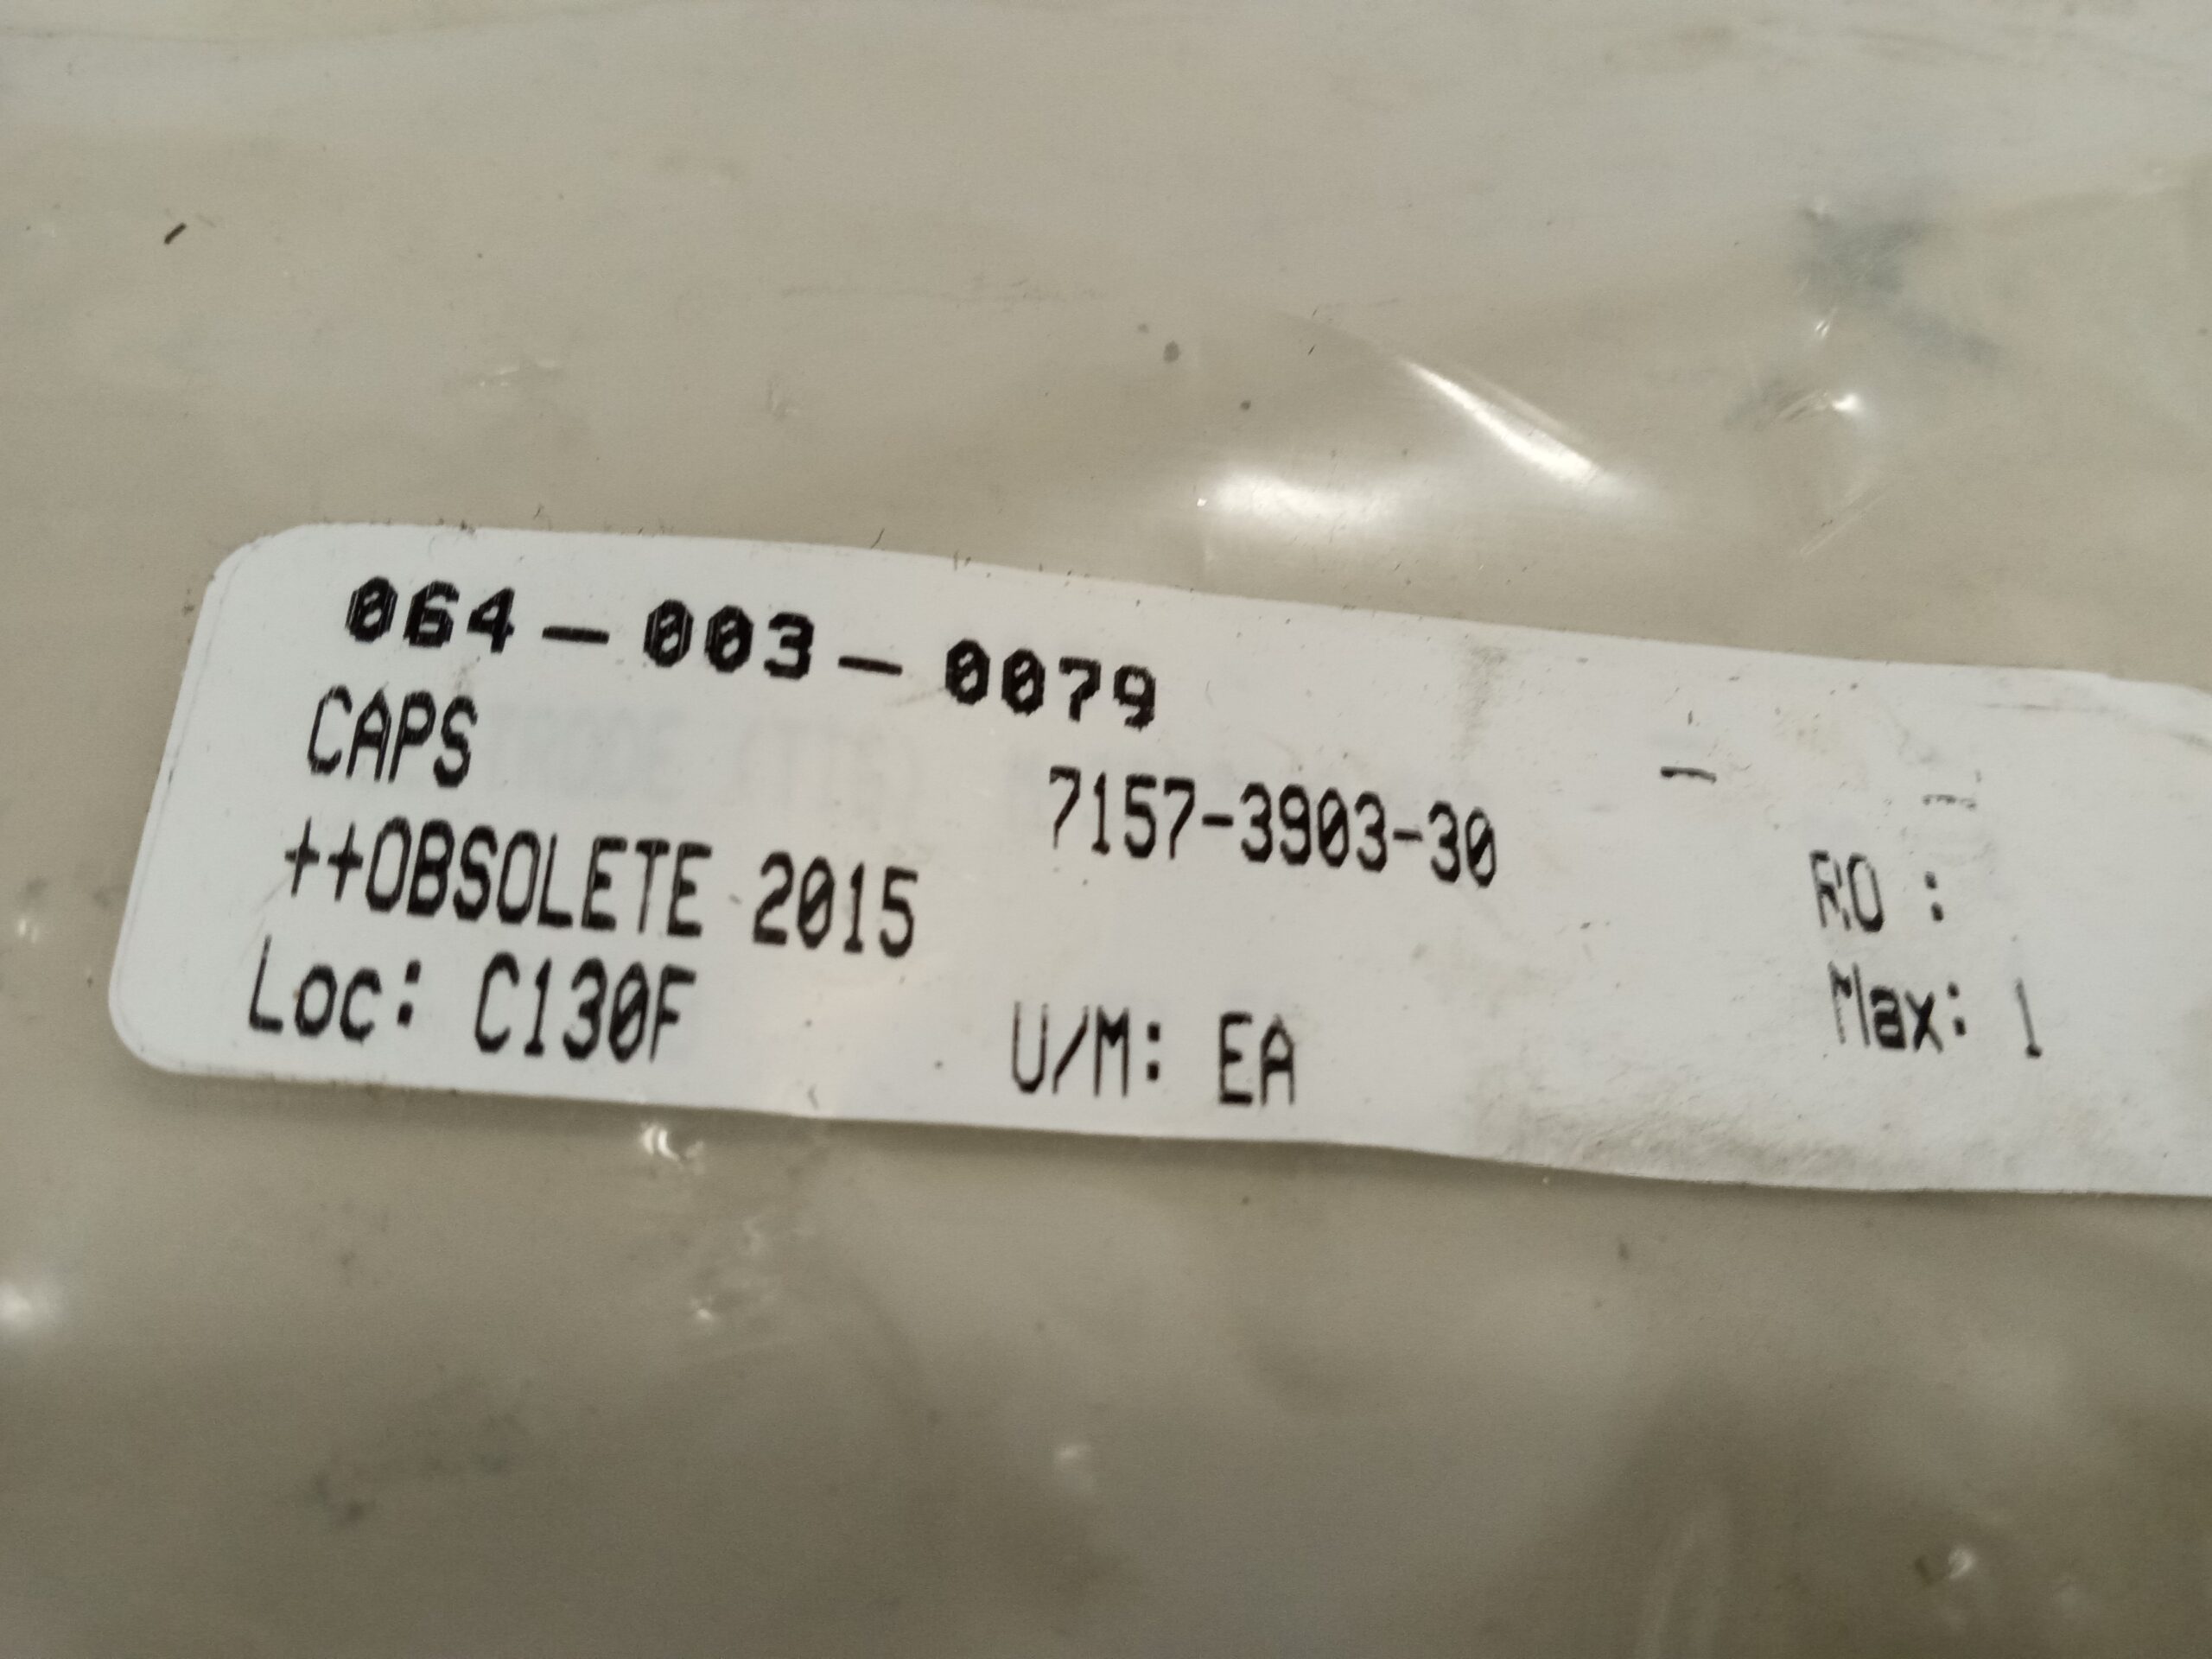 064-003-0079
CAPS
7157-3903-30
++OBSOLETE 2015
RO :
Loc: C130F
U/M: EA
Max: 1